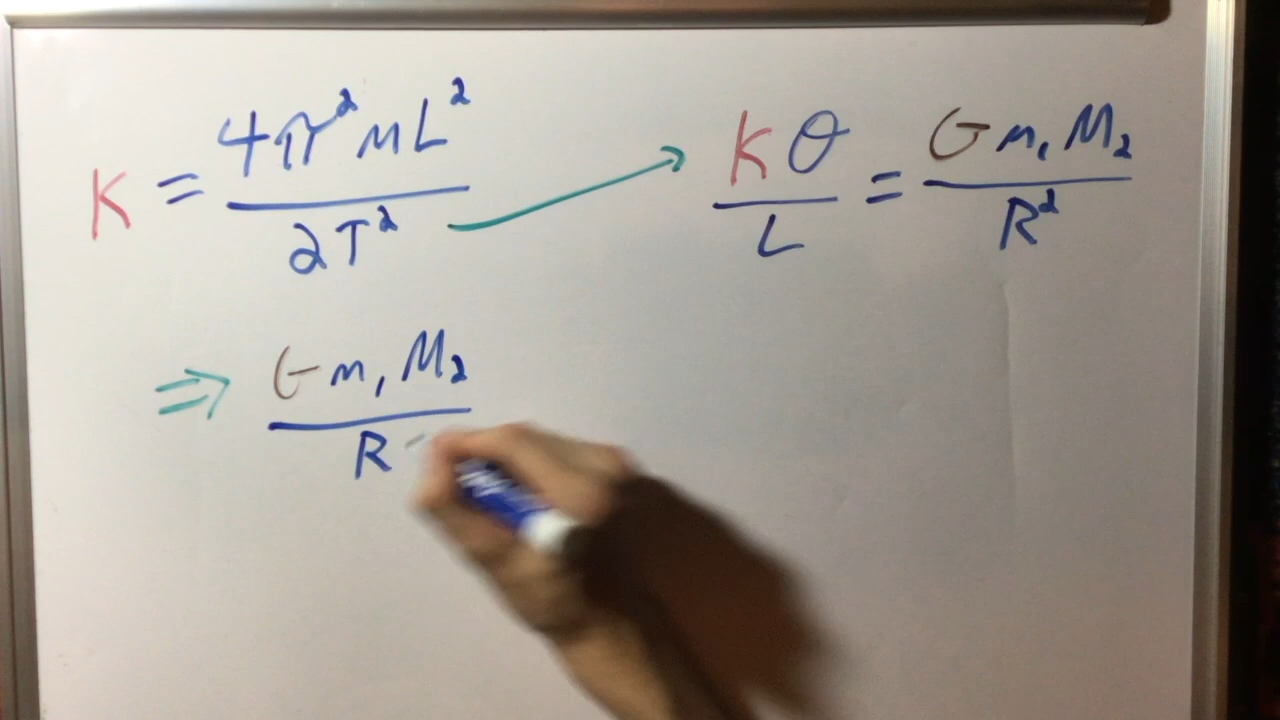 K = 4π²mL² / 2T² → Kθ / L = Gm₁M₂ / R²
⇒ Gm₁M₂ / R